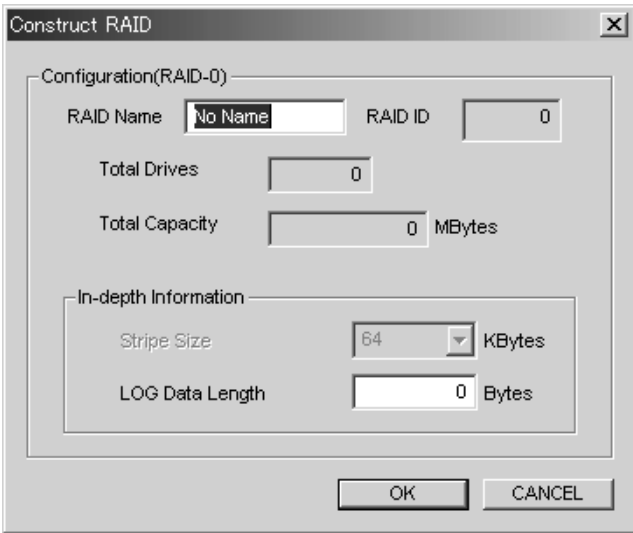 Construct RAID
Configuration(RAID-0)
RAID Name No Name RAID ID 0
Total Drives 0
Total Capacity 0 MBytes
In-depth Information
Stripe Size 64 KBytes
LOG Data Length 0 Bytes
OK CANCEL